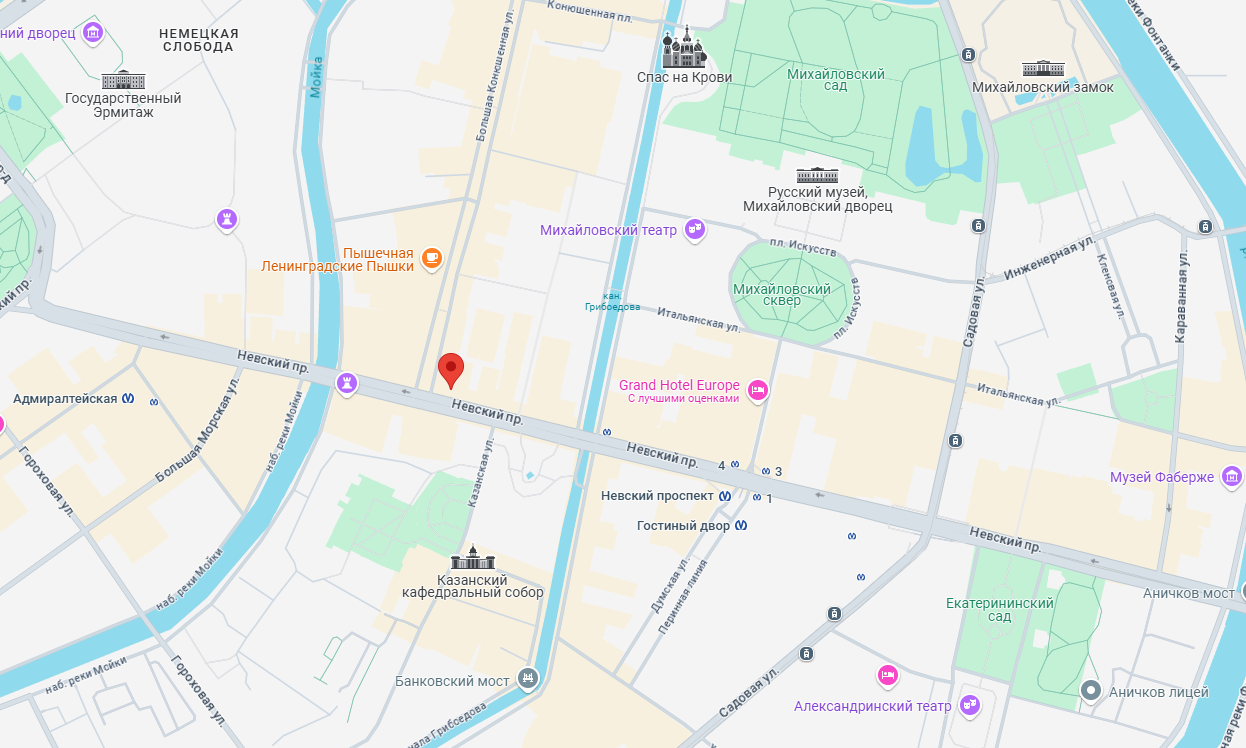 Конюшенная пл.
ний дворец
НЕМЕЦКАЯ
СЛОБОДА
Мойка
Большая Конюшенная ул.
Спас на Крови
Михайловский
сад
Михайловский замок
реки Фонтанки
Государственный
Эрмитаж
Русский музей,
Михайловский дворец
Михайловский театр
пл. Искусств
Пышечная
Ленинградские Пышки
Инженерная ул.
Кленовая ул.
Караванная ул.
Садовая ул.
ский пр.
кан.
Грибоедова
Михайловский
сквер
пл. Искусств
Итальянская ул.
Невский пр.
Grand Hotel Europe
С лучшими оценками
Итальянская ул.
Адмиралтейская
Большая Морская ул.
наб. реки Мойки
Невский пр.
Невский пр.
4
3
1
Гороховая ул.
Казанская ул.
Невский проспект
Гостиный двор
Музей Фаберже
Невский пр.
Казанский
кафедральный собор
наб. реки Мойки
Думская ул.
Перинная линия
Аничков мост
Екатерининский
сад
наб. реки Мойки
Гороховая ул.
Банковский мост
Садовая ул.
Александринский театр
Аничков лицей
нала Грибоедова